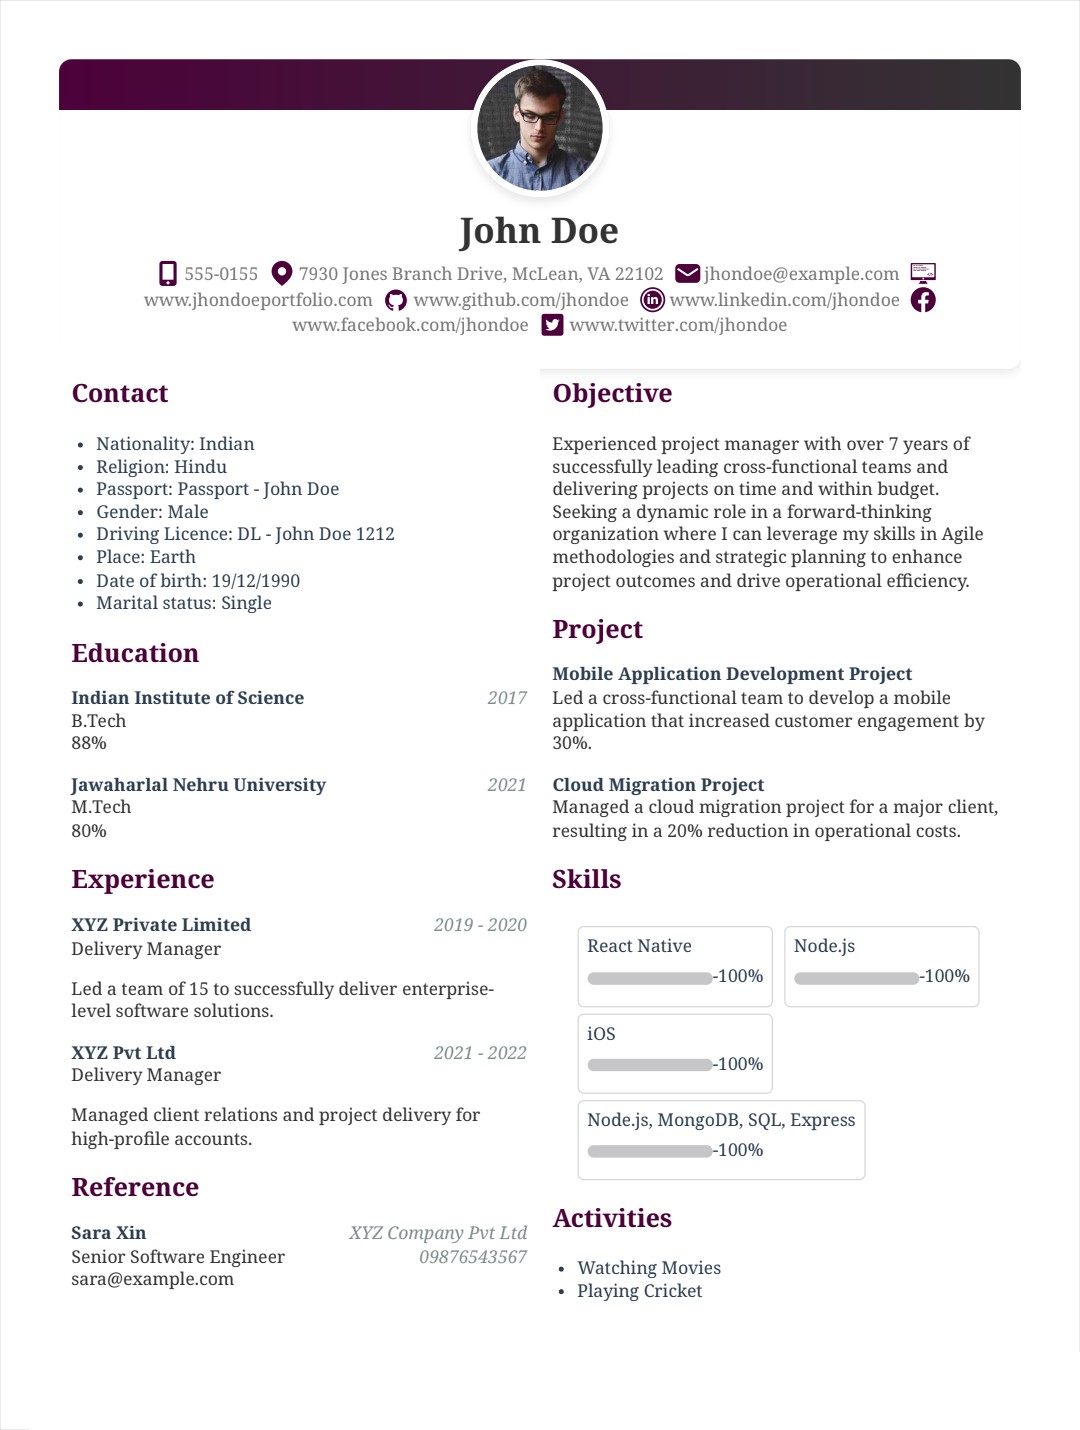 John Doe
555-0155 7930 Jones Branch Drive, McLean, VA 22102 jhondoe@example.com
www.jhondoeportfolio.com www.github.com/jhondoe www.linkedin.com/jhondoe
www.facebook.com/jhondoe www.twitter.com/jhondoe
Contact
• Nationality: Indian
• Religion: Hindu
• Passport: Passport - John Doe
• Gender: Male
• Driving Licence: DL - John Doe 1212
• Place: Earth
• Date of birth: 19/12/1990
• Marital status: Single
Education
Indian Institute of Science 2017
B.Tech
88%
Jawaharlal Nehru University 2021
M.Tech
80%
Experience
XYZ Private Limited 2019 - 2020
Delivery Manager
Led a team of 15 to successfully deliver enterprise-
level software solutions.
XYZ Pvt Ltd 2021 - 2022
Delivery Manager
Managed client relations and project delivery for
high-profile accounts.
Reference
Sara Xin XYZ Company Pvt Ltd
Senior Software Engineer 09876543567
sara@example.com
Objective
Experienced project manager with over 7 years of
successfully leading cross-functional teams and
delivering projects on time and within budget.
Seeking a dynamic role in a forward-thinking
organization where I can leverage my skills in Agile
methodologies and strategic planning to enhance
project outcomes and drive operational efficiency.
Project
Mobile Application Development Project
Led a cross-functional team to develop a mobile
application that increased customer engagement by
30%.
Cloud Migration Project
Managed a cloud migration project for a major client,
resulting in a 20% reduction in operational costs.
Skills
React Native Node.js
-100% -100%
iOS
-100%
Node.js, MongoDB, SQL, Express
-100%
Activities
• Watching Movies
• Playing Cricket